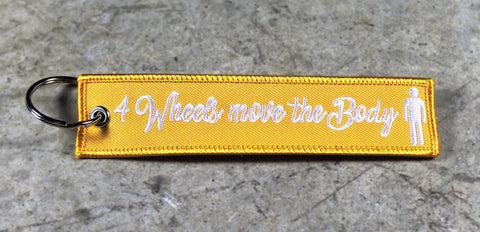 4 Wheels move the Body